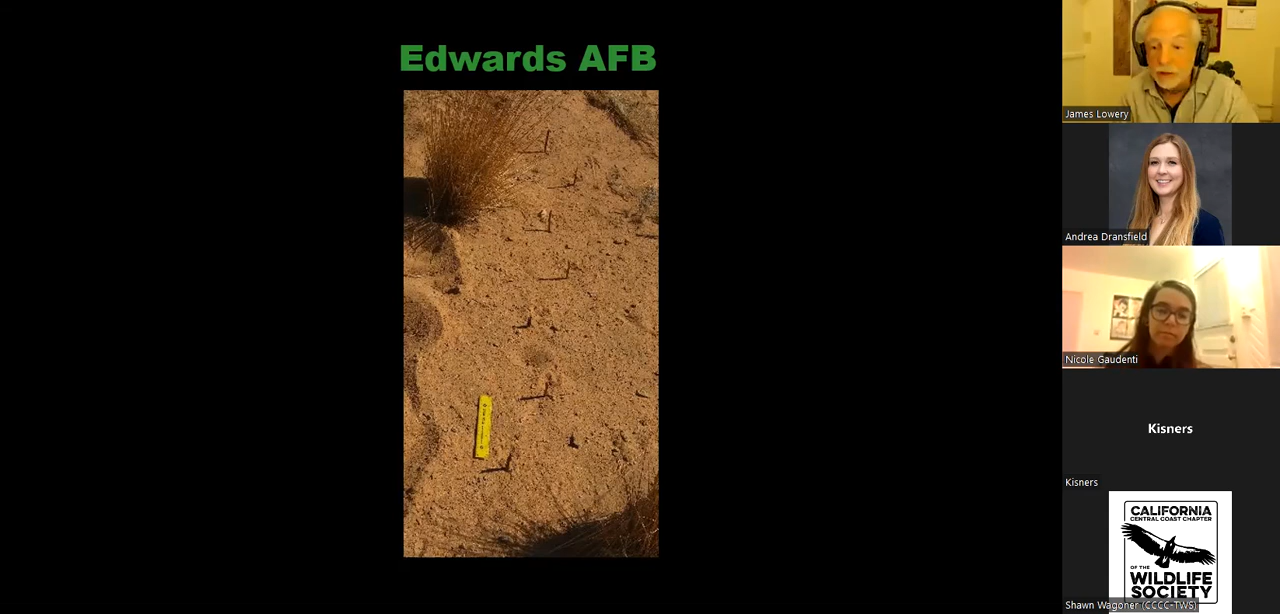 Edwards AFB
James Lowery
Andrea Dransfield
Nicole Gaudenti
Kisners
Kisners
CALIFORNIA
CENTRAL COAST CHAPTER
OF THE
WILDLIFE
SOCIETY
Shawn Wagoner (CCCC-TWS)